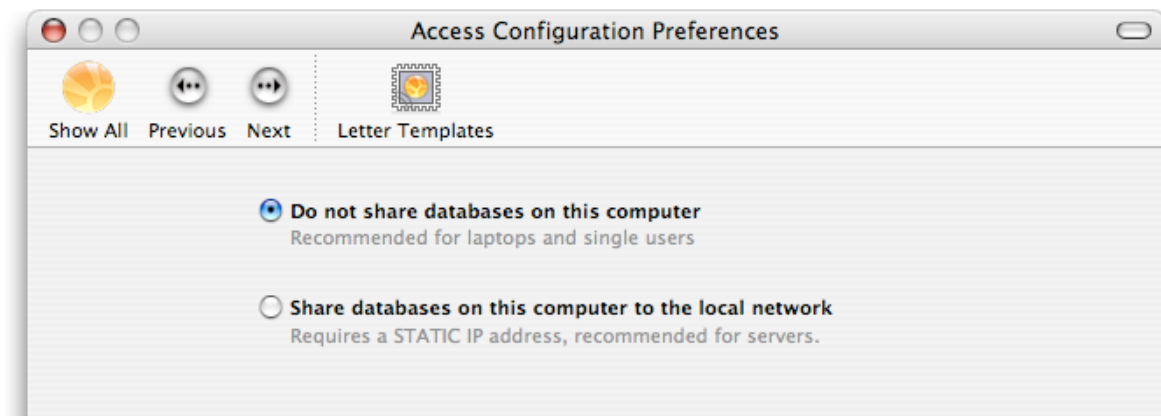 Access Configuration Preferences
Show All Previous Next Letter Templates
Do not share databases on this computer
Recommended for laptops and single users
Share databases on this computer to the local network
Requires a STATIC IP address, recommended for servers.